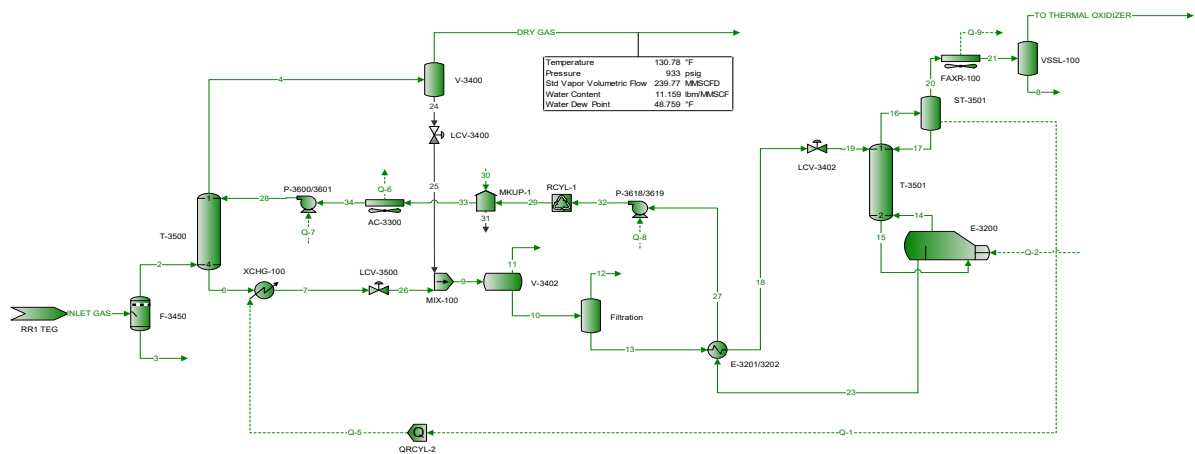 TO THERMAL OXIDIZER
Q-9
21
VSSL-100
FAXR-100
20
8
DRY GAS
Temperature 130.78 °F
Pressure 933 psig
Std Vapor Volumetric Flow 239.77 MMSCFD
Water Content 11.159 lbm/MMSCF
Water Dew Point 48.759 °F
4
V-3400
24
LCV-3400
25
ST-3501
16
17
LCV-3402
19
1
T-3501
2
14
15
E-3200
Q-2
30
Q-6
MKUP-1
RCYL-1
P-3618/3619
P-3600/3601
28
34
33
29
32
31
AC-3300
Q-7
Q-8
1
T-3500
4
2
6
XCHG-100
7
LCV-3500
26
MIX-100
9
11
V-3402
12
10
Filtration
27
18
INLET GAS
RR1 TEG
F-3450
3
13
E-3201/3202
23
Q-5
QRCYL-2
Q
Q-1